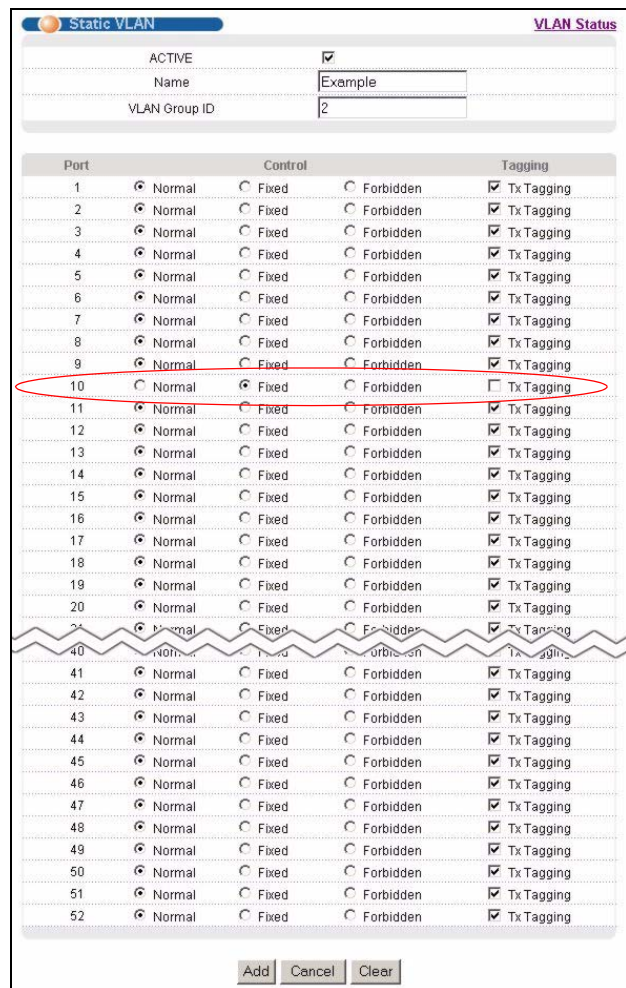 Static VLAN VLAN Status
ACTIVE
Name Example
VLAN Group ID 2
Port Control Tagging
1 Normal Fixed Forbidden Tx Tagging
2 Normal Fixed Forbidden Tx Tagging
3 Normal Fixed Forbidden Tx Tagging
4 Normal Fixed Forbidden Tx Tagging
5 Normal Fixed Forbidden Tx Tagging
6 Normal Fixed Forbidden Tx Tagging
7 Normal Fixed Forbidden Tx Tagging
8 Normal Fixed Forbidden Tx Tagging
9 Normal Fixed Forbidden Tx Tagging
10 Normal Fixed Forbidden Tx Tagging
11 Normal Fixed Forbidden Tx Tagging
12 Normal Fixed Forbidden Tx Tagging
13 Normal Fixed Forbidden Tx Tagging
14 Normal Fixed Forbidden Tx Tagging
15 Normal Fixed Forbidden Tx Tagging
16 Normal Fixed Forbidden Tx Tagging
17 Normal Fixed Forbidden Tx Tagging
18 Normal Fixed Forbidden Tx Tagging
19 Normal Fixed Forbidden Tx Tagging
20 Normal Fixed Forbidden Tx Tagging
Normal Forbidden Tx Tagging
40
41 Normal Fixed Forbidden Tx Tagging
42 Normal Fixed Forbidden Tx Tagging
43 Normal Fixed Forbidden Tx Tagging
44 Normal Fixed Forbidden Tx Tagging
45 Normal Fixed Forbidden Tx Tagging
46 Normal Fixed Forbidden Tx Tagging
47 Normal Fixed Forbidden Tx Tagging
48 Normal Fixed Forbidden Tx Tagging
49 Normal Fixed Forbidden Tx Tagging
50 Normal Fixed Forbidden Tx Tagging
51 Normal Fixed Forbidden Tx Tagging
52 Normal Fixed Forbidden Tx Tagging
Add Cancel Clear